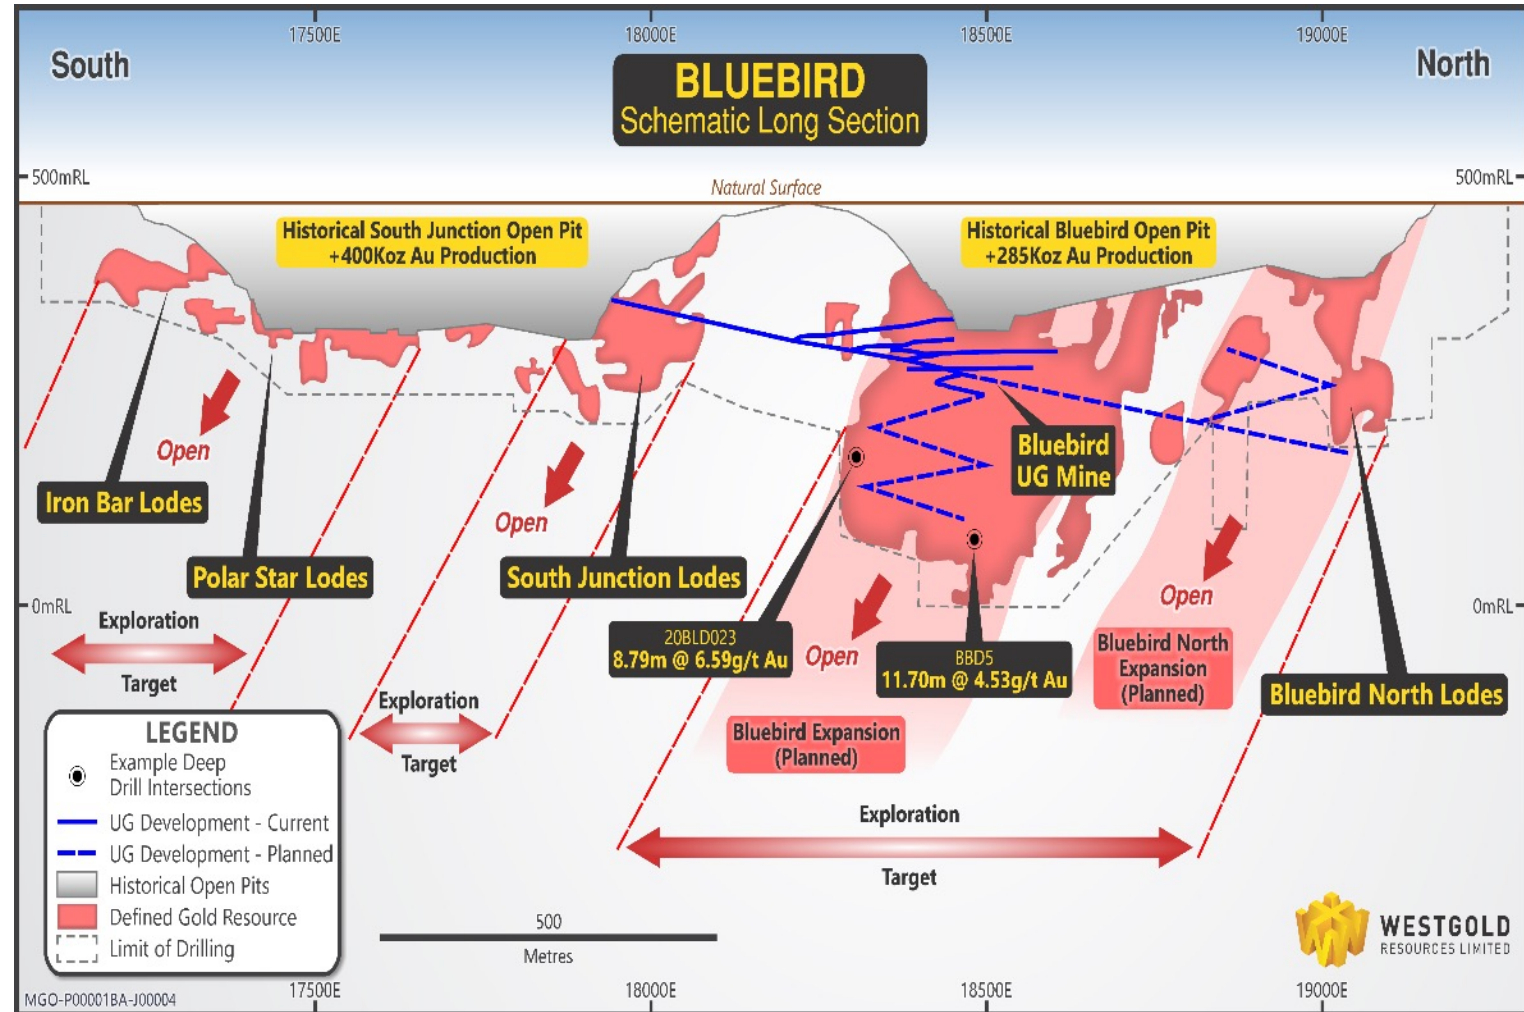 17500E
18000E
18500E
19000E
South
North
BLUEBIRD
Schematic Long Section
500mRL
500mRL
Natural Surface
Historical South Junction Open Pit
+400Koz Au Production
Historical Bluebird Open Pit
+285Koz Au Production
Open
Iron Bar Lodes
Open
Bluebird
UG Mine
Polar Star Lodes
South Junction Lodes
Open
0mRL
0mRL
Exploration
Target
20BLD023
8.79m @ 6.59g/t Au
Open
BBD5
11.70m @ 4.53g/t Au
Bluebird North
Expansion
(Planned)
Bluebird North Lodes
Exploration
Target
Bluebird Expansion
(Planned)
Exploration
Target
LEGEND
Example Deep
Drill Intersections
UG Development - Current
UG Development - Planned
Historical Open Pits
Defined Gold Resource
Limit of Drilling
500
Metres
WESTGOLD
RESOURCES LIMITED
MGO-P00001BA-J00004
17500E
18000E
18500E
19000E